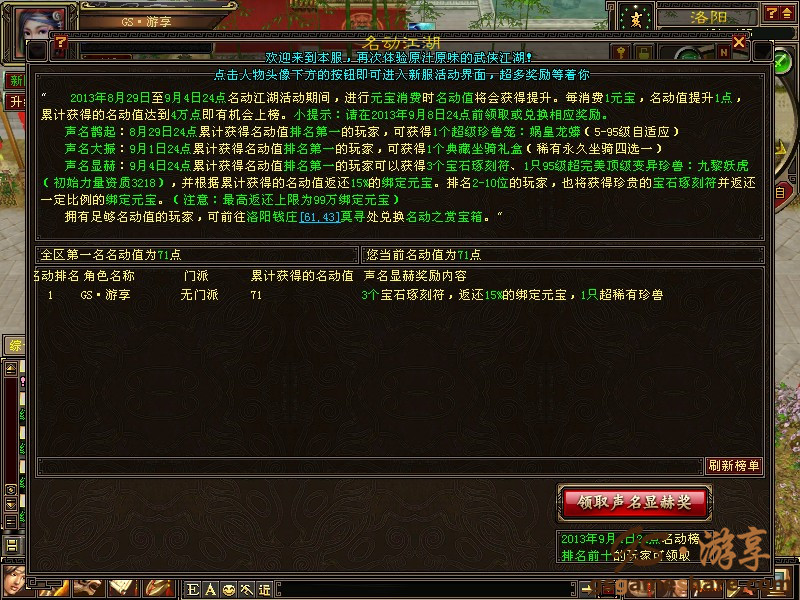 GS·游享
洛阳
名动江湖
欢迎来到本服，再次体验原汁原味的武侠江湖!
点击人物头像下方的按钮即可进入新服活动界面，超多奖励等着你
“ 2013年8月29日至9月4日24点名动江湖活动期间，进行元宝消费时名动值将会获得提升。每消费1元宝，名动值提升1点，
累计获得的名动值达到4万点即有机会上榜。小提示：请在2013年9月8日24点前领取或兑换相应奖励。
声名鹊起：8月29日24点累计获得名动值排名第一的玩家，可获得1个超级珍兽笼：娲皇龙蟒（5-95级自适应）
声名大振：9月1日24点累计获得名动值排名第一的玩家，可获得1个典藏坐骑礼盒（稀有永久坐骑四选一）
声名显赫：9月4日24点累计获得名动值排名第一的玩家可以获得3个宝石琢刻符、1只95级超完美顶级变异珍兽：九黎妖虎
（初始力量资质3218），并根据累计获得的名动值返还15%的绑定元宝。排名2-10位的玩家，也将获得珍贵的宝石琢刻符并返还
一定比例的绑定元宝。（注意：最高返还上限为99万绑定元宝）
拥有足够名动值的玩家，可前往洛阳钱庄[61,43]莫寻处兑换名动之赏宝箱。“
全区第一名名动值为71点
您当前名动值为71点
名动排名 角色名称 门派 累计获得的名动值 声名显赫奖励内容
1 GS·游享 无门派 71 3个宝石琢刻符，返还15%的绑定元宝，1只超稀有珍兽
刷新榜单
领取声名显赫奖
2013年9月4日24点名动榜
排名前十的玩家可领取
游享
E A 近